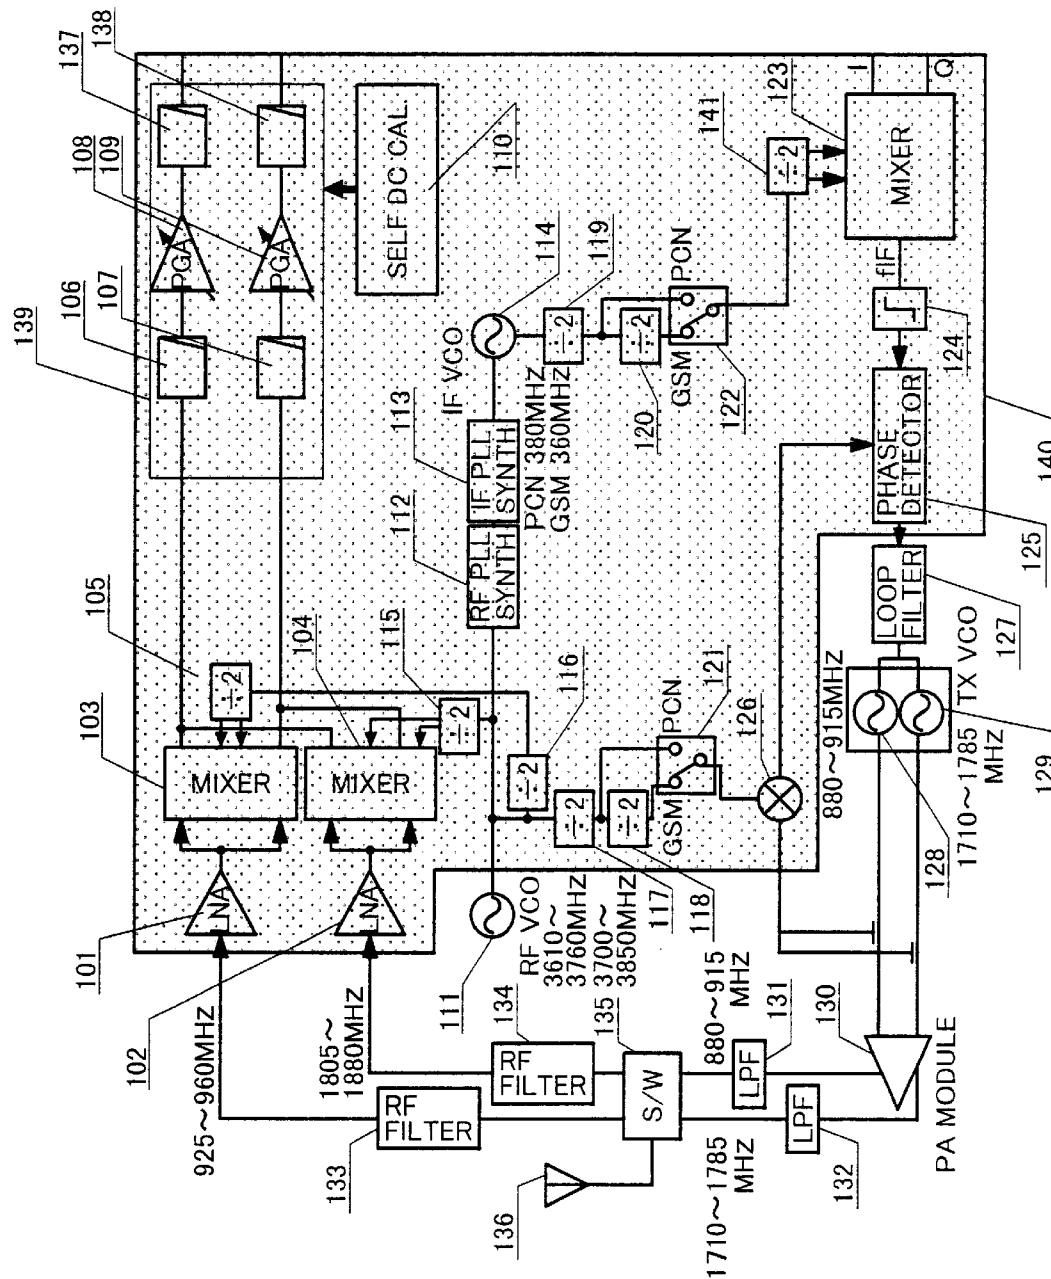 136
133
RF
FILTER
925~960MHZ
101
LNA
102
LNA
1805~
1880MHZ
134
RF
FILTER
135
S/W
1710~1785
MHZ
132
LPF
131
LPF
880~915
MHZ
130
PA MODULE
111
RF VCO
3610~
3760MHZ
3700~
3850MHZ
103
MIXER
MIXER
105
÷2
104
115
÷2
116
÷2
÷2
117
÷2
118
GSM
PCN
121
126
880~915MHZ
128
1710~1785
MHZ
129
TX VCO
127
LOOP
FILTER
125
PHASE
DETECTOR
140
124
fIF
MIXER
123
I
Q
141
÷2
112
RF PLL
SYNTH
113
IF PLL
SYNTH
PCN 380MHZ
GSM 360MHZ
IF VCO
114
÷2
119
÷2
120
GSM
PCN
122
139
106
107
108
109
PGA
PGA
137
138
SELF DC CAL
110